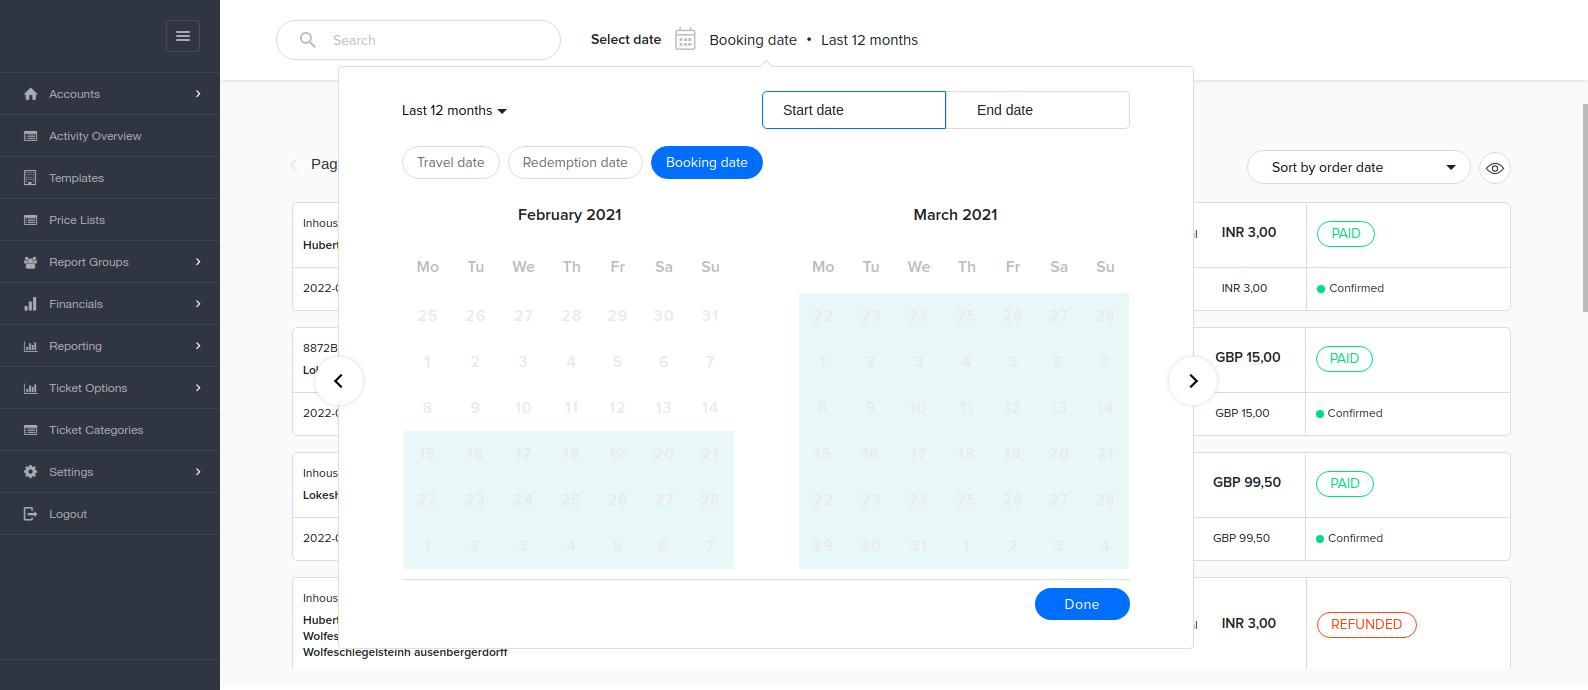 Search
Select date
Booking date • Last 12 months
Accounts
Activity Overview
Templates
Price Lists
Report Groups
Financials
Reporting
Ticket Options
Ticket Categories
Settings
Logout
Last 12 months
Start date
End date
Travel date
Redemption date
Booking date
February 2021
Mo Tu We Th Fr Sa Su
25 26 27 28 29 30 31
1 2 3 4 5 6 7
8 9 10 11 12 13 14
15 16 17 18 19 20 21
22 23 24 25 26 27 28
1 2 3 4 5 6 7
March 2021
Mo Tu We Th Fr Sa Su
22 23 24 25 26 27 28
1 2 3 4 5 6 7
8 9 10 11 12 13 14
15 16 17 18 19 20 21
22 23 24 25 26 27 28
29 30 31 1 2 3 4
Done
Pag
Sort by order date
Inhous
Hubert
INR 3,00
PAID
2022-0
INR 3,00
Confirmed
8872B
GBP 15,00
PAID
2022-0
GBP 15,00
Confirmed
Inhous
Lokesh
GBP 99,50
PAID
2022-0
GBP 99,50
Confirmed
Inhous
Hubert
Wolfes
Wolfeschlegelsteinh ausenbergerdorff
INR 3,00
REFUNDED